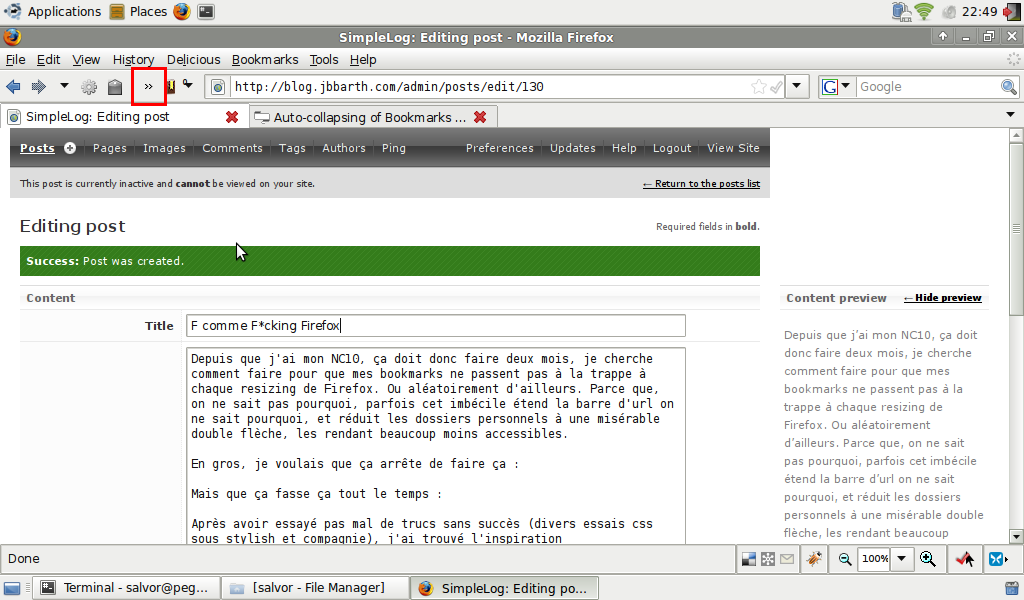 Applications Places 22:49
SimpleLog: Editing post - Mozilla Firefox
File Edit View History Delicious Bookmarks Tools Help
» http://blog.jbbarth.com/admin/posts/edit/130 G Google
SimpleLog: Editing post Auto-collapsing of Bookmarks ...
Posts Pages Images Comments Tags Authors Ping Preferences Updates Help Logout View Site
This post is currently inactive and cannot be viewed on your site. ← Return to the posts list
Editing post Required fields in bold.
Success: Post was created.
Content
Title F comme F*cking Firefox
Depuis que j'ai mon NC10, ça doit donc faire deux mois, je cherche
comment faire pour que mes bookmarks ne passent pas à la trappe à
chaque resizing de Firefox. Ou aléatoirement d'ailleurs. Parce que,
on ne sait pas pourquoi, parfois cet imbécile étend la barre d'url on
ne sait pourquoi, et réduit les dossiers personnels à une misérable
double flèche, les rendant beaucoup moins accessibles.
En gros, je voulais que ça arrête de faire ça :
Mais que ça fasse ça tout le temps :
Après avoir essayé pas mal de trucs sans succès (divers essais css
sous stylish et compagnie), j'ai trouvé l'inspiration
Content preview ← Hide preview
Depuis que j’ai mon NC10, ça
doit donc faire deux mois, je
cherche
comment faire pour que mes
bookmarks ne passent pas à la
trappe à chaque resizing de
Firefox. Ou aléatoirement
d’ailleurs. Parce que, on ne sait
pas pourquoi, parfois cet imbécile
étend la barre d’url on ne sait
pourquoi, et réduit les dossiers
personnels à une misérable double
flèche, les rendant beaucoup
Done 100%
Terminal - salvor@peg... [salvor - File Manager] SimpleLog: Editing po...